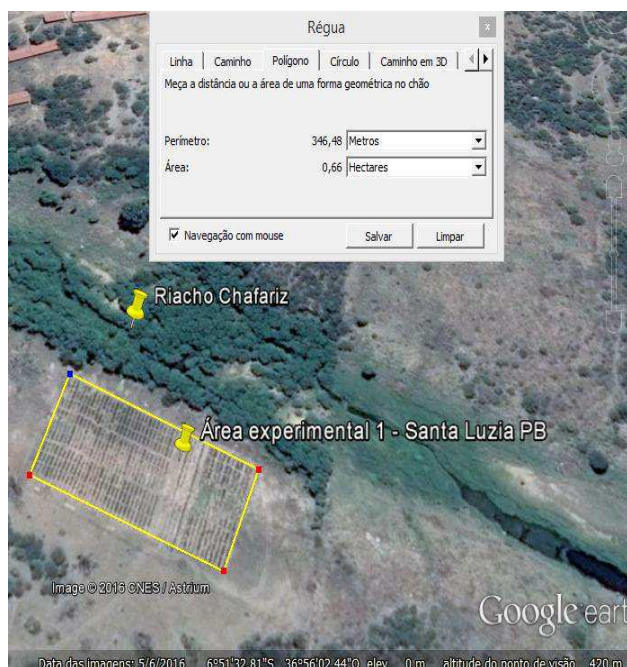 Régua
x
Linha Caminho Polígono Círculo Caminho em 3D
Meça a distância ou a área de uma forma geométrica no chão
Perímetro: 346,48 Metros
Área: 0,66 Hectares
Navegação com mouse Salvar Limpar
Riacho Chafariz
Área experimental 1 - Santa Luzia PB
Image © 2016 CNES / Astrium
Google eart
Data das imagens: 5/6/2016 6°51'32.81"S 36°56'02.44"O elev 0 m altitude do ponto de visão 420 m